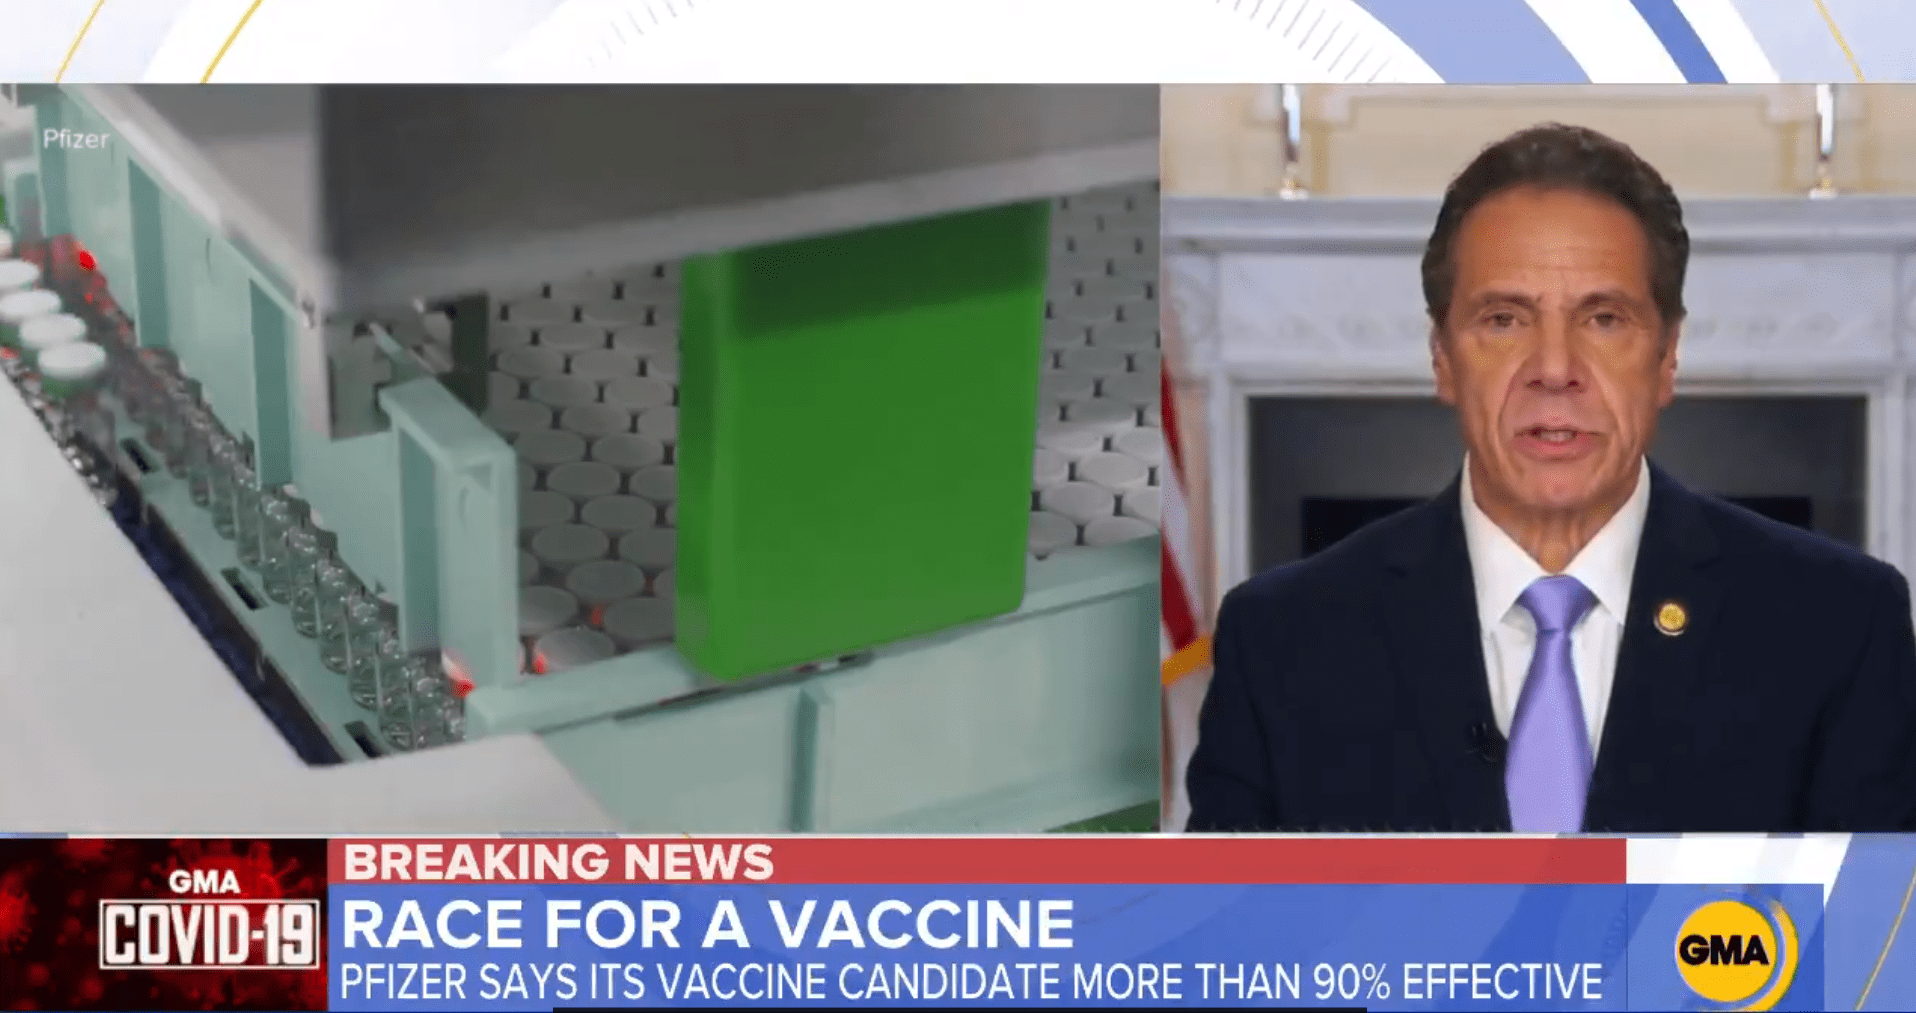 Pfizer
GMA
COVID-19
BREAKING NEWS
RACE FOR A VACCINE
PFIZER SAYS ITS VACCINE CANDIDATE MORE THAN 90% EFFECTIVE
GMA